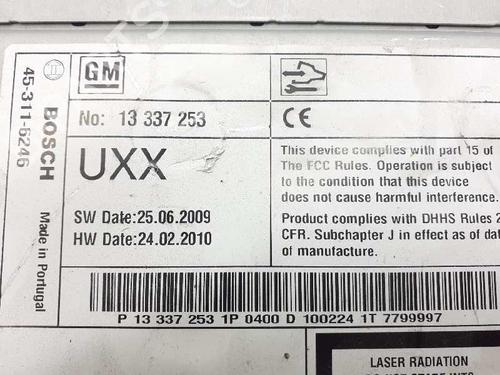 45-311-6246
BOSCH
Made in Portugal
GM
No: 13 337 253
UXX
SW Date:25.06.2009
HW Date:24.02.2010
CE
This device complies with part 15 of
The FCC Rules. Operation is subject
to the condition that this device
does not cause harmful interference.
Product complies with DHHS Rules 2
CFR. Subchapter J in effect as of dat
of manufacture.
P 13 337 253 1P 0400 D 100224 1T 7799997
LASER RADIATION